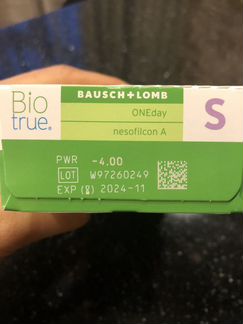 Bio
true®
BAUSCH+LOMB
ONEday
nesofilcon A
S
PWR -4.00
LOT W97260249
EXP 2024-11